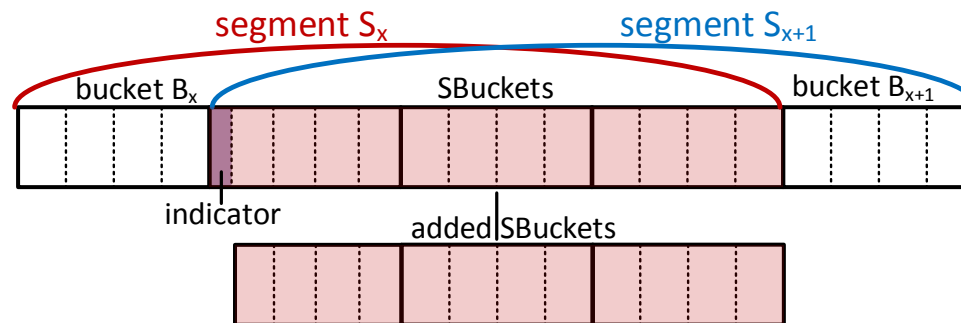 segment Sₓ segment Sₓ₊₁
bucket Bₓ SBuckets bucket Bₓ₊₁
indicator
added SBuckets